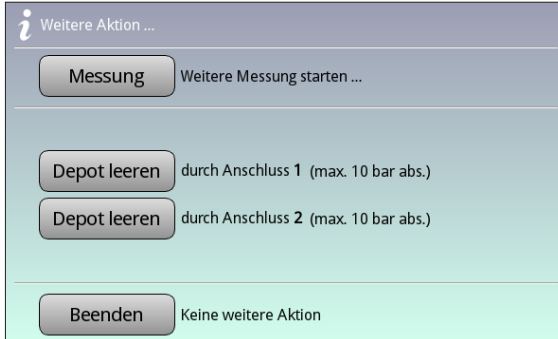 i Weitere Aktion ...
Messung Weitere Messung starten ...
Depot leeren durch Anschluss 1 (max. 10 bar abs.)
Depot leeren durch Anschluss 2 (max. 10 bar abs.)
Beenden Keine weitere Aktion